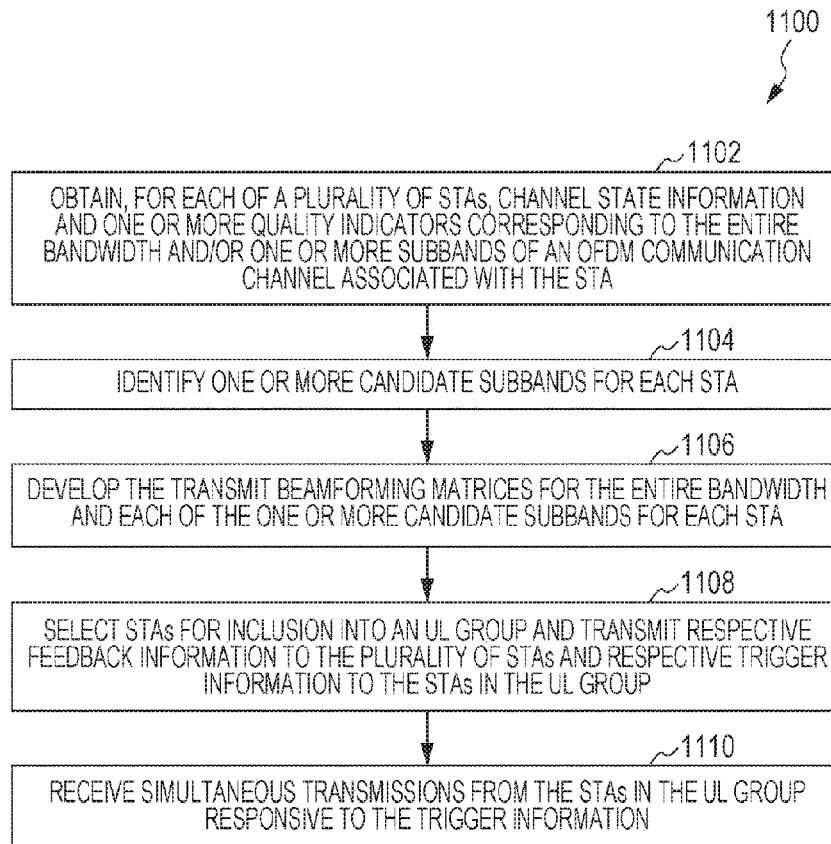 1100
1102
OBTAIN, FOR EACH OF A PLURALITY OF STAs, CHANNEL STATE INFORMATION
AND ONE OR MORE QUALITY INDICATORS CORRESPONDING TO THE ENTIRE
BANDWIDTH AND/OR ONE OR MORE SUBBANDS OF AN OFDM COMMUNICATION
CHANNEL ASSOCIATED WITH THE STA
1104
IDENTIFY ONE OR MORE CANDIDATE SUBBANDS FOR EACH STA
1106
DEVELOP THE TRANSMIT BEAMFORMING MATRICES FOR THE ENTIRE BANDWIDTH
AND EACH OF THE ONE OR MORE CANDIDATE SUBBANDS FOR EACH STA
1108
SELECT STAs FOR INCLUSION INTO AN UL GROUP AND TRANSMIT RESPECTIVE
FEEDBACK INFORMATION TO THE PLURALITY OF STAs AND RESPECTIVE TRIGGER
INFORMATION TO THE STAs IN THE UL GROUP
1110
RECEIVE SIMULTANEOUS TRANSMISSIONS FROM THE STAs IN THE UL GROUP
RESPONSIVE TO THE TRIGGER INFORMATION